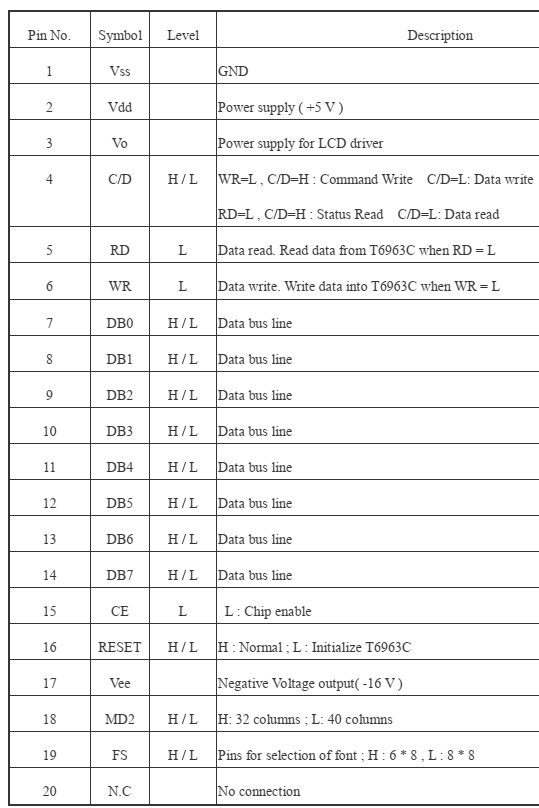 Pin No. Symbol Level Description
1 Vss GND
2 Vdd Power supply ( +5 V )
3 Vo Power supply for LCD driver
4 C/D H / L WR=L , C/D=H : Command Write C/D=L: Data write
RD=L , C/D=H : Status Read C/D=L: Data read
5 RD L Data read. Read data from T6963C when RD = L
6 WR L Data write. Write data into T6963C when WR = L
7 DB0 H / L Data bus line
8 DB1 H / L Data bus line
9 DB2 H / L Data bus line
10 DB3 H / L Data bus line
11 DB4 H / L Data bus line
12 DB5 H / L Data bus line
13 DB6 H / L Data bus line
14 DB7 H / L Data bus line
15 CE L L : Chip enable
16 RESET H / L H : Normal ; L : Initialize T6963C
17 Vee Negative Voltage output( -16 V )
18 MD2 H / L H: 32 columns ; L: 40 columns
19 FS H / L Pins for selection of font ; H : 6 * 8 , L : 8 * 8
20 N.C No connection